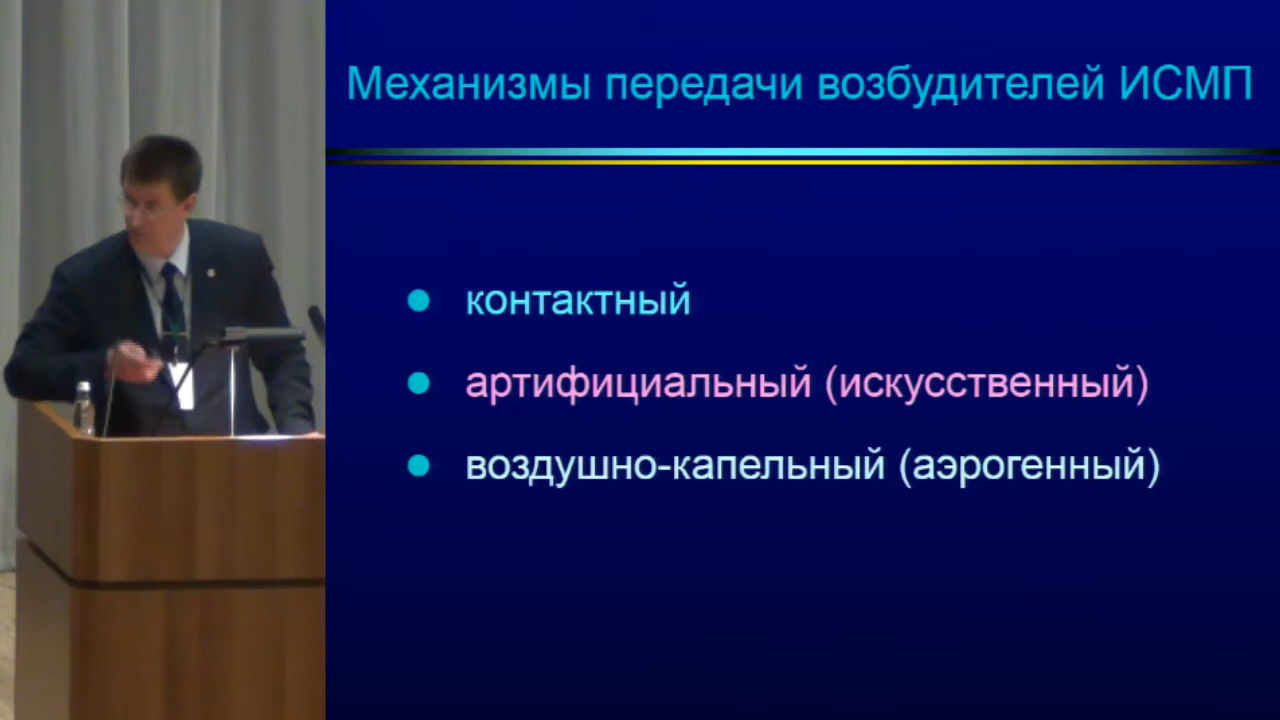 Механизмы передачи возбудителей ИСМП
контактный
артифициальный (искусственный)
воздушно-капельный (аэрогенный)